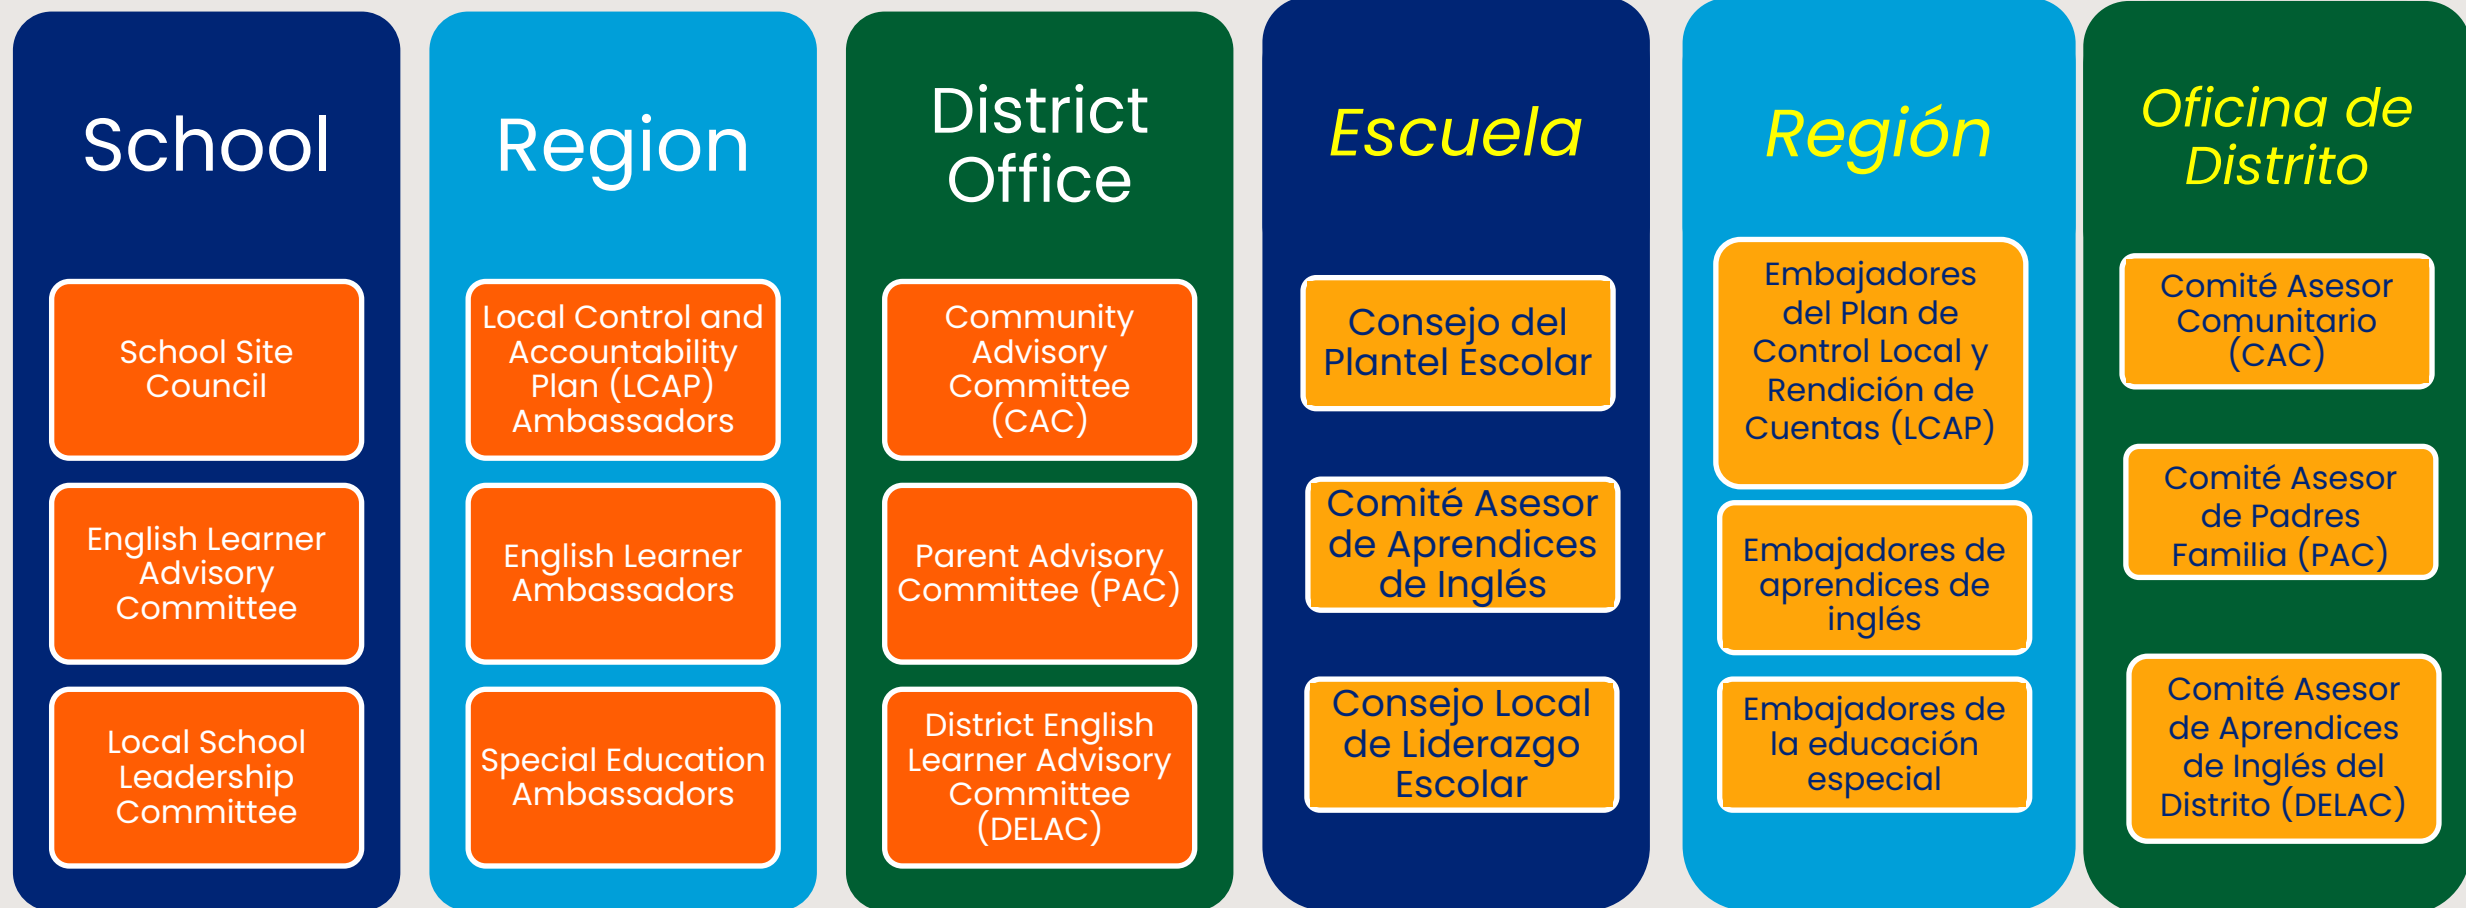 School
School Site
Council
English Learner
Advisory
Committee
Local School
Leadership
Committee
Region
Local Control and
Accountability
Plan (LCAP)
Ambassadors
English Learner
Ambassadors
Special Education
Ambassadors
District
Office
Community
Advisory
Committee
(CAC)
Parent Advisory
Committee (PAC)
District English
Learner Advisory
Committee
(DELAC)
Escuela
Consejo del
Plantel Escolar
Comité Asesor
de Aprendices
de Inglés
Consejo Local
de Liderazgo
Escolar
Región
Embajadores
del Plan de
Control Local y
Rendición de
Cuentas (LCAP)
Embajadores de
aprendices de
inglés
Embajadores de
la educación
especial
Oficina de
Distrito
Comité Asesor
Comunitario
(CAC)
Comité Asesor
de Padres
Familia (PAC)
Comité Asesor
de Aprendices
de Inglés del
Distrito (DELAC)